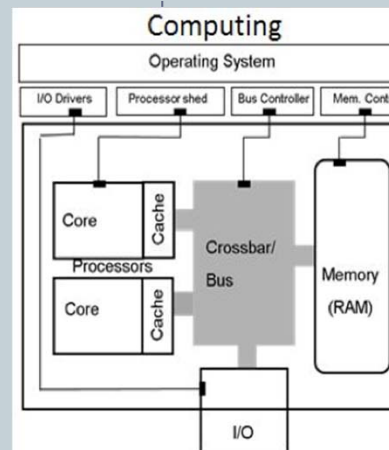 Computing
Operating System
I/O Drivers
Processor shed
Bus Controller
Mem. Cont
Core
Cache
Crossbar/
Bus
Processors
Memory
(RAM)
Core
Cache
I/O